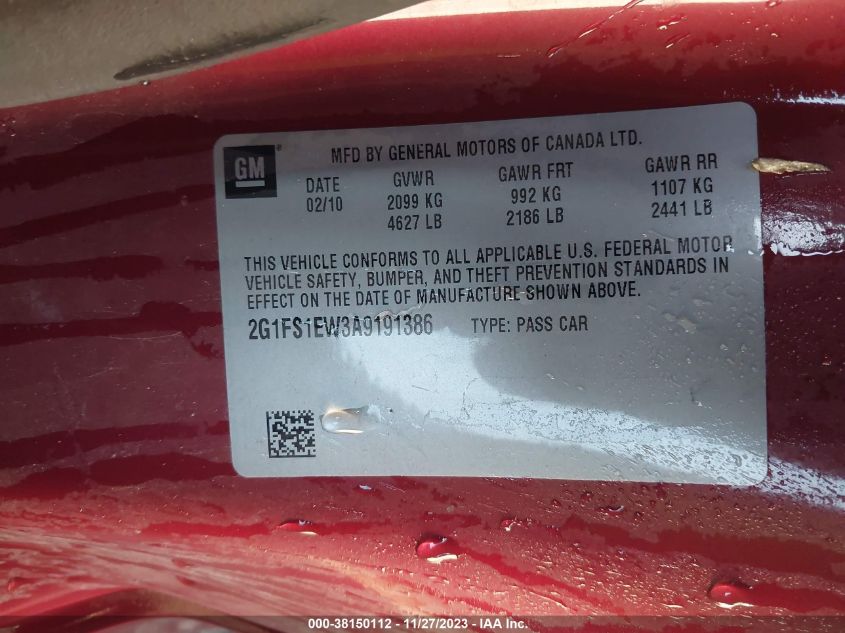 GM
MFD BY GENERAL MOTORS OF CANADA LTD.
DATE GVWR GAWR FRT GAWR RR
02/10 2099 KG 992 KG 1107 KG
4627 LB 2186 LB 2441 LB
THIS VEHICLE CONFORMS TO ALL APPLICABLE U.S. FEDERAL MOTOR
VEHICLE SAFETY, BUMPER, AND THEFT PREVENTION STANDARDS IN
EFFECT ON THE DATE OF MANUFACTURE SHOWN ABOVE.
2G1FS1EW3A9191386 TYPE: PASS CAR
000-38150112 - 11/27/2023 - IAA Inc.